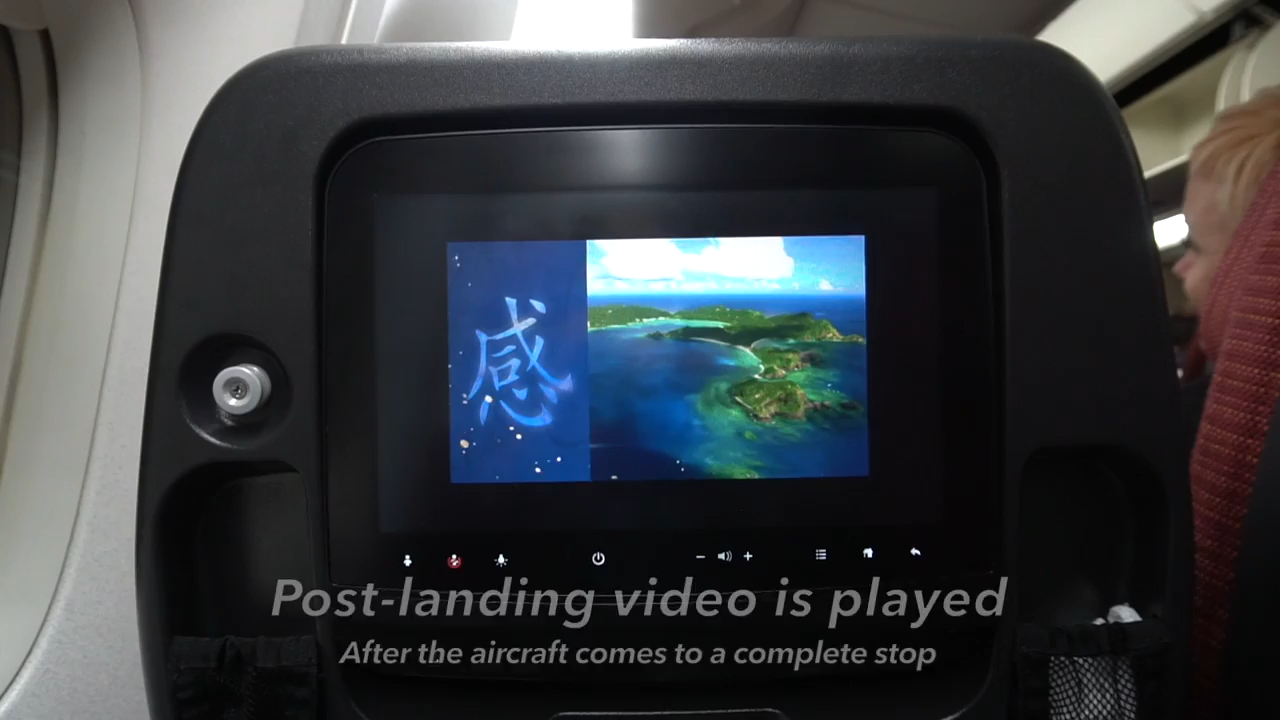 感
Post-landing video is played
After the aircraft comes to a complete stop